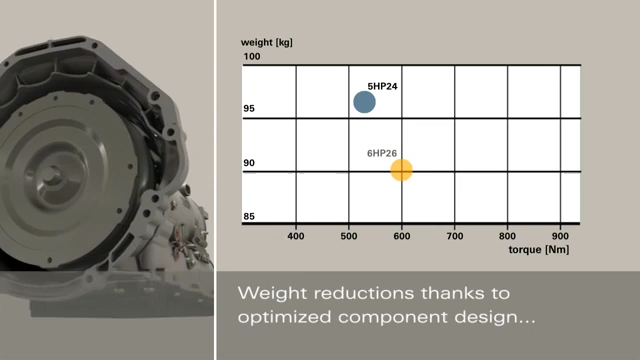 weight [kg]
100
5HP24
95
6HP26
90
85
400 500 600 700 800 900
torque [Nm]
Weight reductions thanks to
optimized component design...